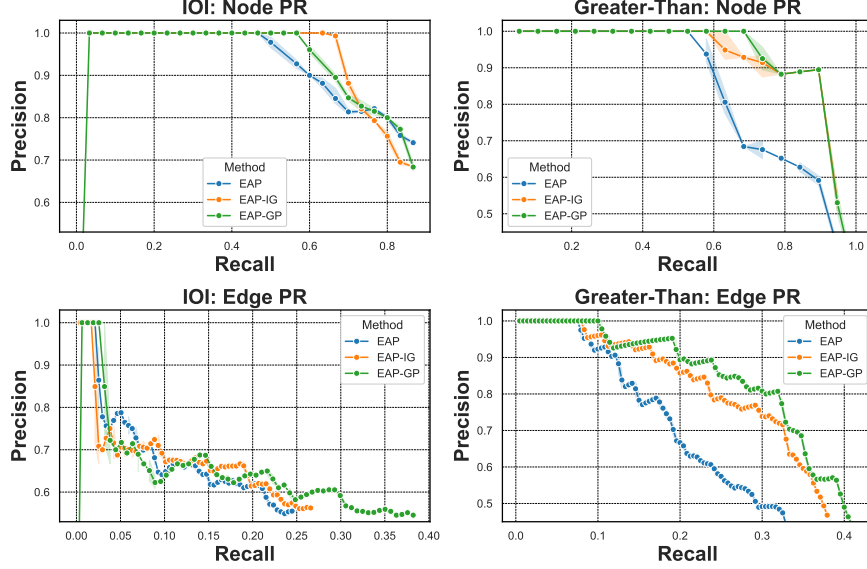 IOI: Node PR
1.0
0.9
0.8
0.7
0.6
Precision
Method
EAP
EAP-IG
EAP-GP
0.0 0.2 0.4 0.6 0.8
Recall
Greater-Than: Node PR
1.0
0.9
0.8
0.7
0.6
0.5
Precision
Method
EAP
EAP-IG
EAP-GP
0.2 0.4 0.6 0.8 1.0
Recall
IOI: Edge PR
1.0
0.9
0.8
0.7
0.6
Precision
Method
EAP
EAP-IG
EAP-GP
0.00 0.05 0.10 0.15 0.20 0.25 0.30 0.35 0.40
Recall
Greater-Than: Edge PR
1.0
0.9
0.8
0.7
0.6
0.5
Precision
Method
EAP
EAP-IG
EAP-GP
0.0 0.1 0.2 0.3 0.4
Recall